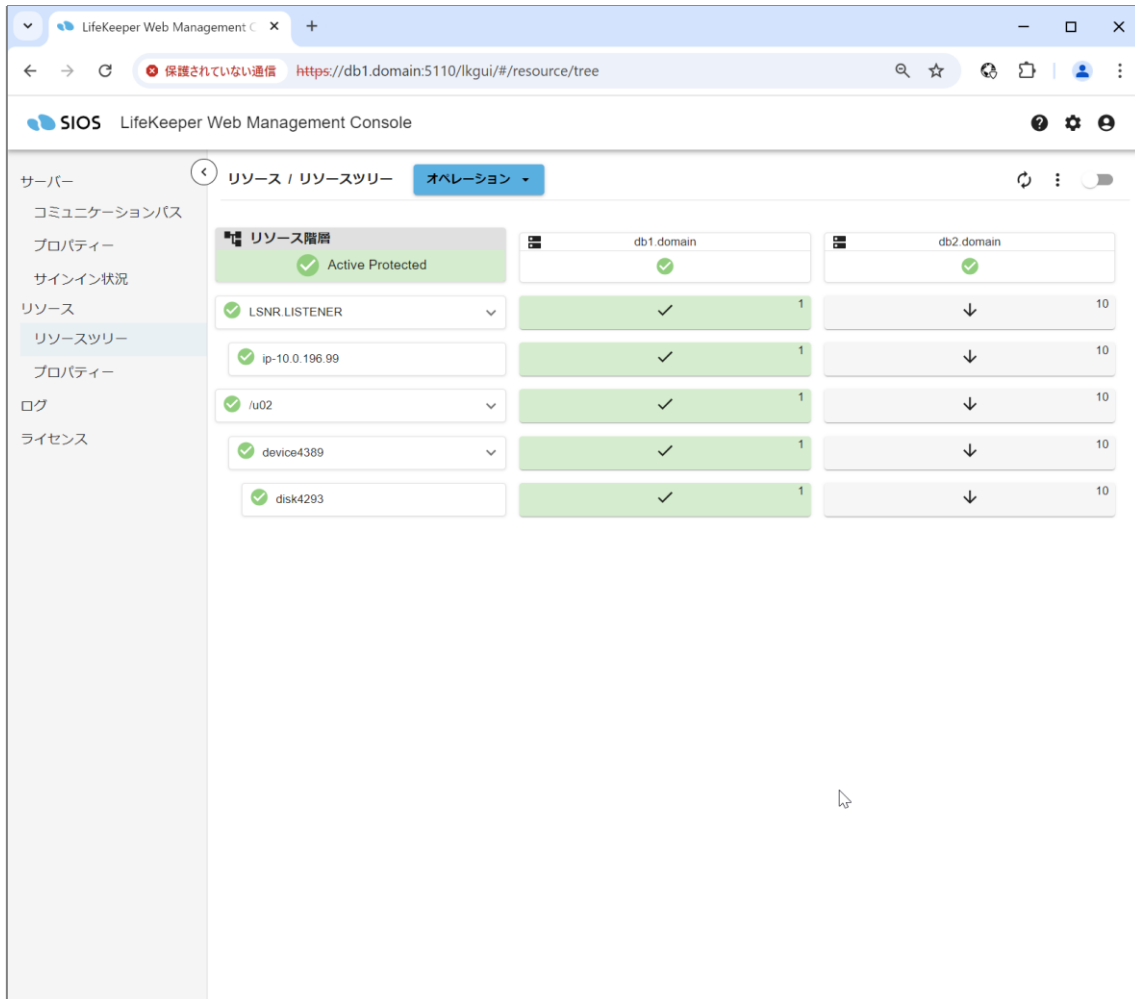 LifeKeeper Web Management C
保護されていない通信 https://db1.domain:5110/lkgui/#/resource/tree
SIOS LifeKeeper Web Management Console
サーバー
コミュニケーションパス
プロパティー
サインイン状況
リソース
リソースツリー
プロパティー
ログ
ライセンス
リソース / リソースツリー オペレーション
リソース階層 db1.domain db2.domain
Active Protected
LSNR.LISTENER 1 10
ip-10.0.196.99 1 10
/u02 1 10
device4389 1 10
disk4293 1 10